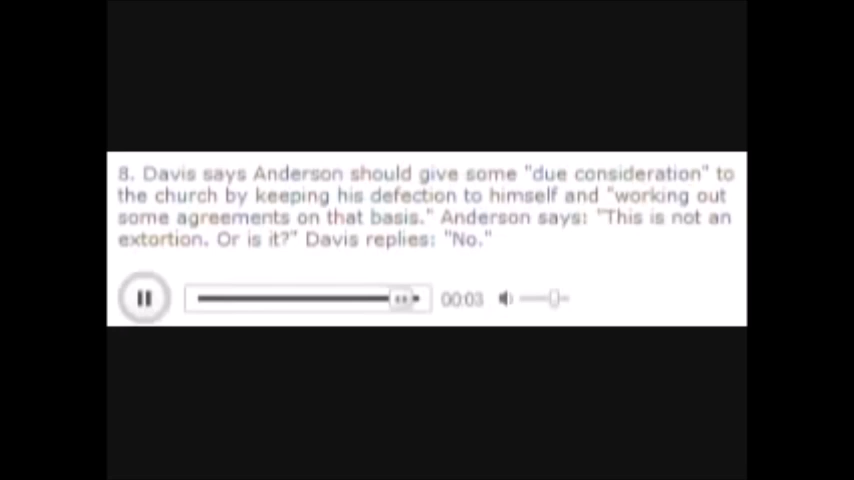 8. Davis says Anderson should give some "due consideration" to
the church by keeping his defection to himself and "working out
some agreements on that basis." Anderson says: "This is not an
extortion. Or is it?" Davis replies: "No."
00:03